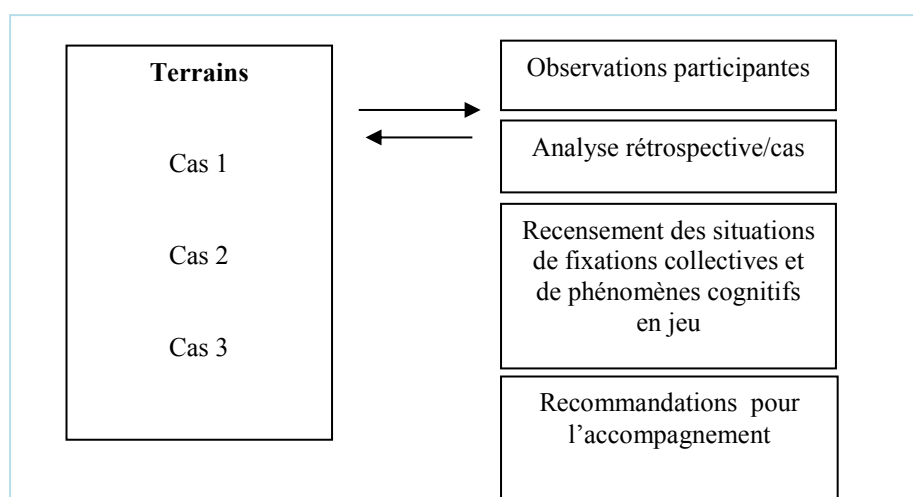 Terrains
Cas 1
Cas 2
Cas 3
Observations participantes
Analyse rétrospective/cas
Recensement des situations
de fixations collectives et
de phénomènes cognitifs
en jeu
Recommandations pour
l’accompagnement